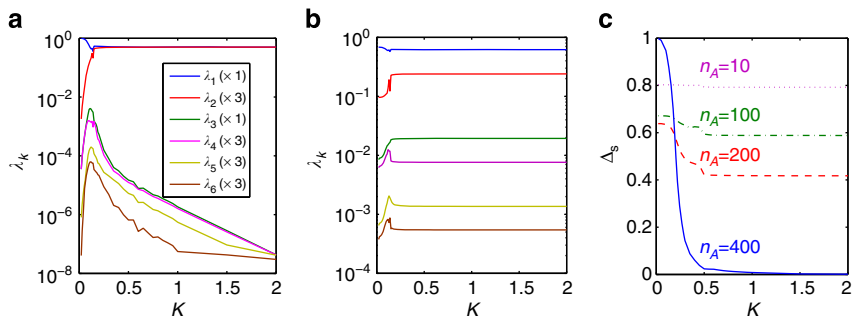 a
10^0
10^-2
10^-4
10^-6
10^-8
λ_k
λ_1 (× 1)
λ_2 (× 3)
λ_3 (× 1)
λ_4 (× 3)
λ_5 (× 3)
λ_6 (× 3)
0 0.5 1 1.5 2
K
b
10^0
10^-1
10^-2
10^-3
10^-4
λ_k
0 0.5 1 1.5 2
K
c
1
0.8
0.6
0.4
0.2
0
Δ_s
n_A=10
n_A=100
n_A=200
n_A=400
0 0.5 1 1.5 2
K